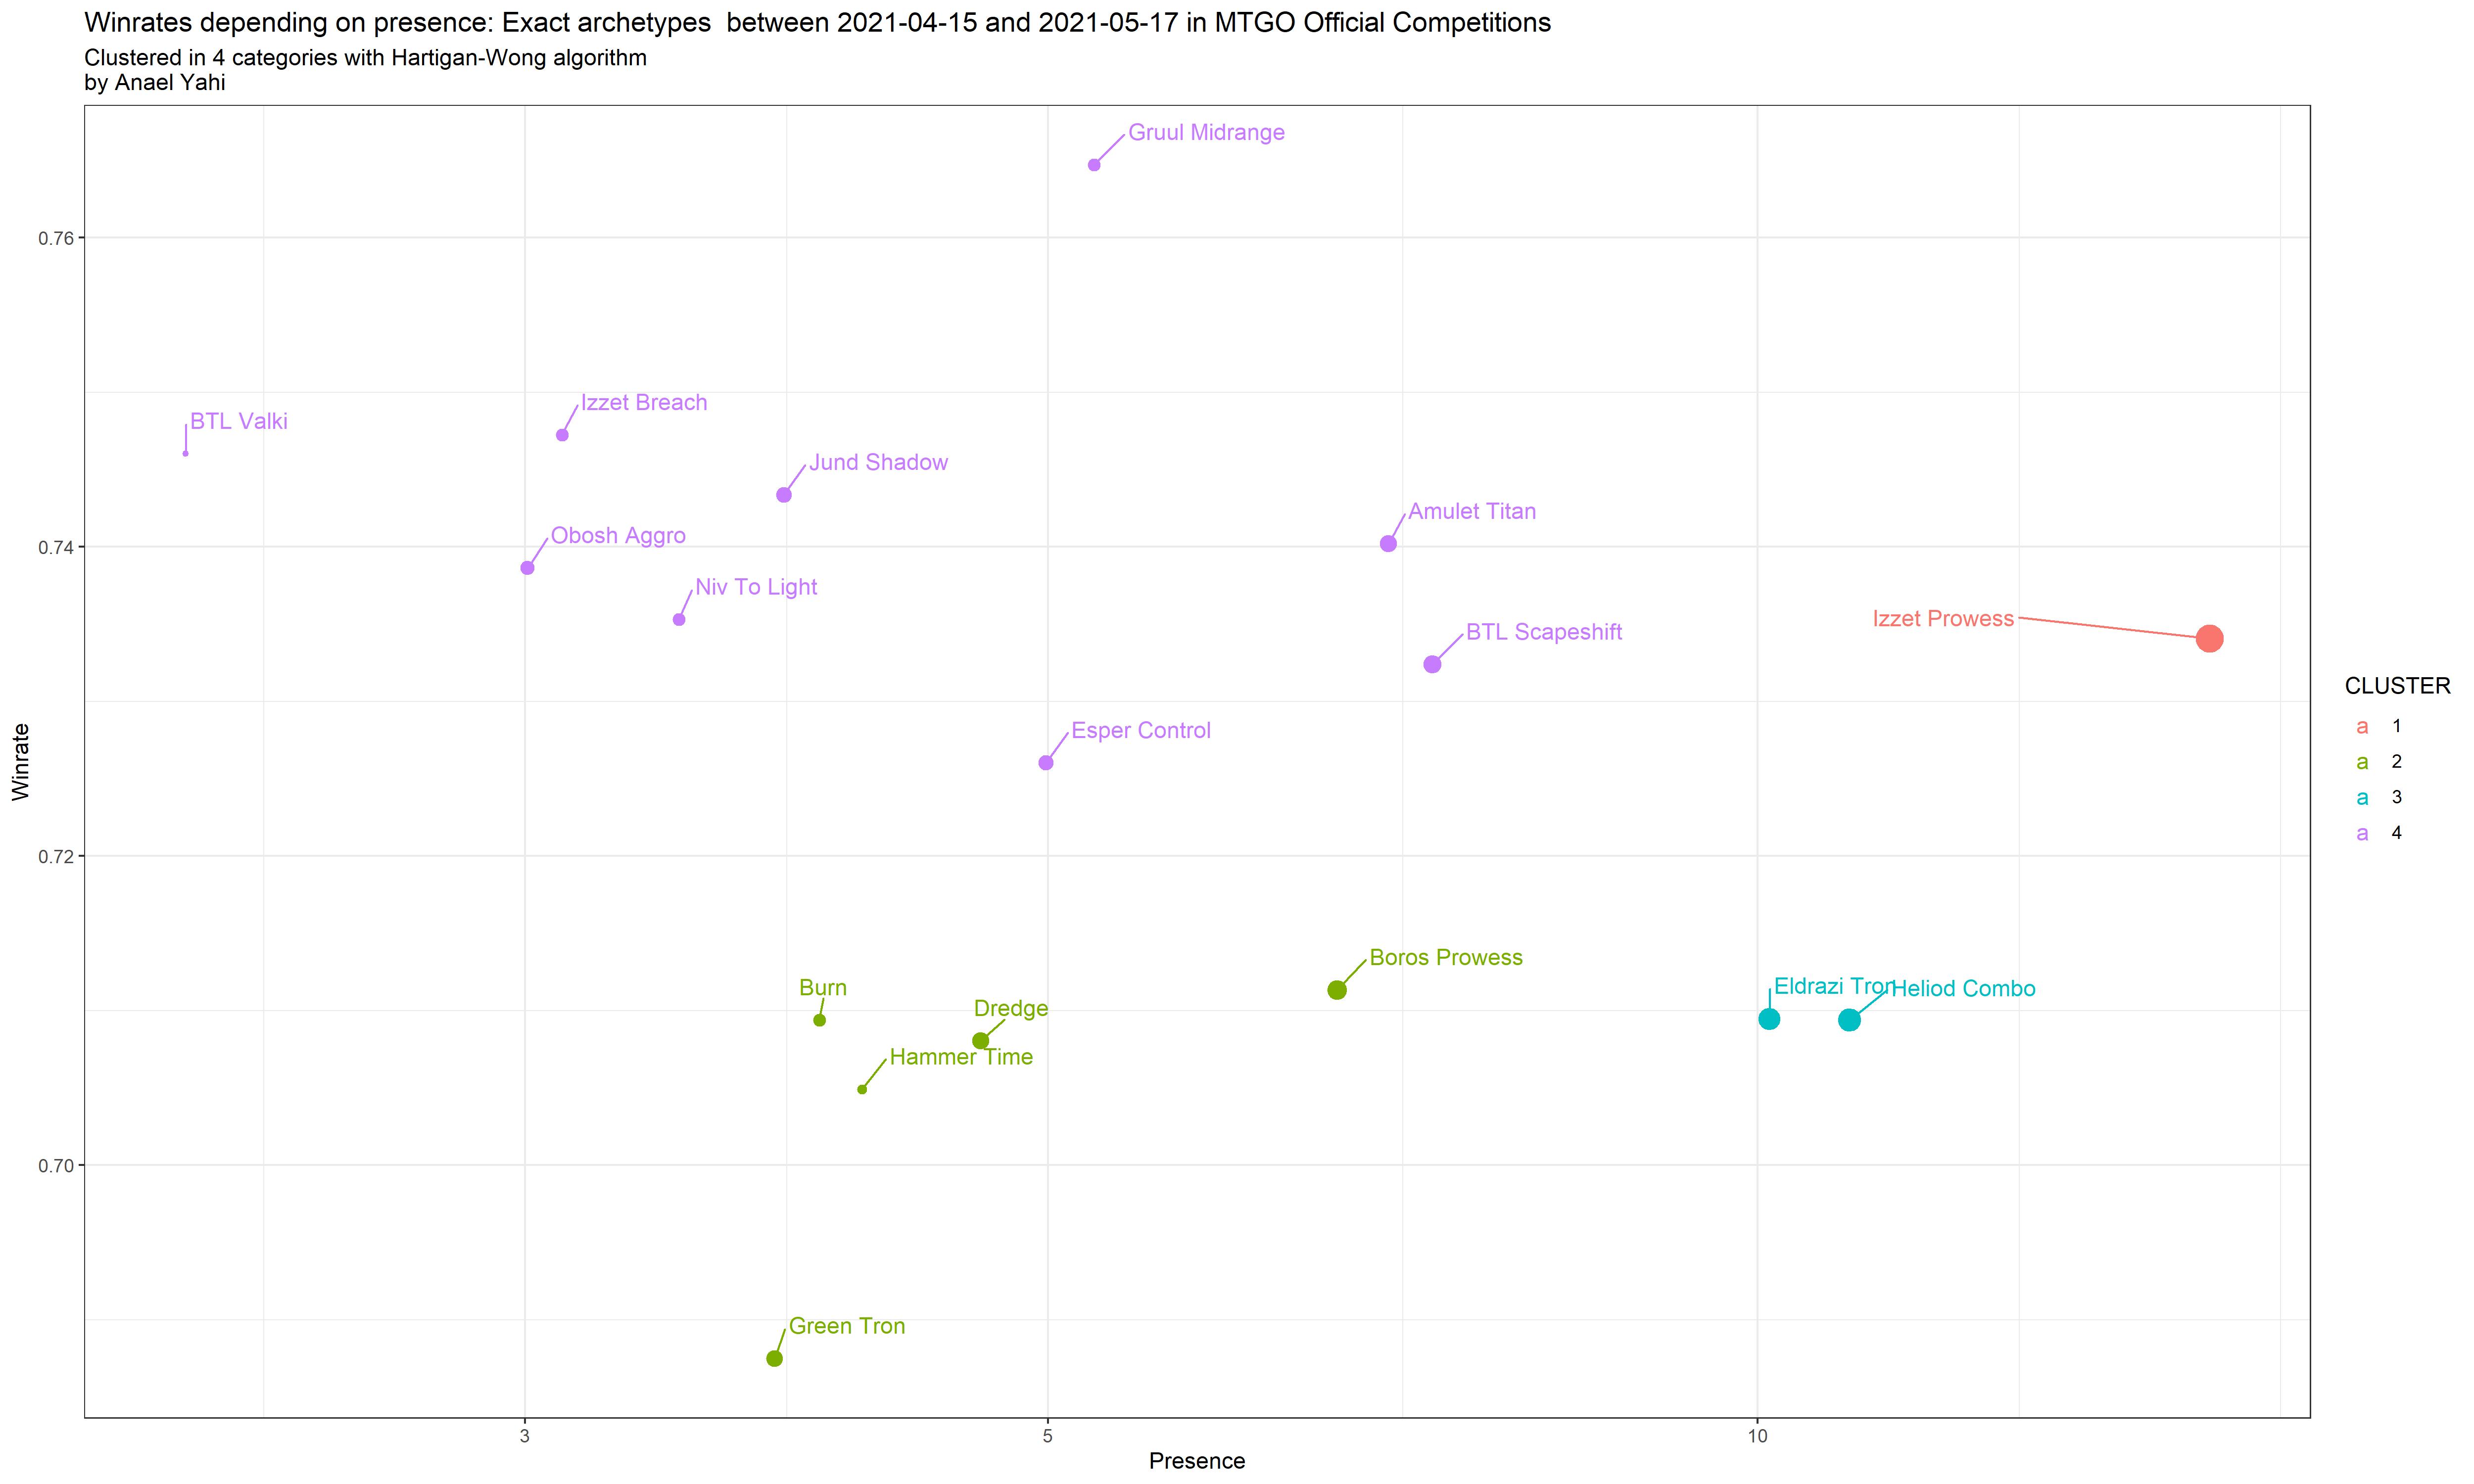 Winrates depending on presence: Exact archetypes  between 2021-04-15 and 2021-05-17 in MTGO Official Competitions
Clustered in 4 categories with Hartigan-Wong algorithm
by Anael Yahi
Gruul Midrange
0.76
Izzet Breach
BTL Valki
Jund Shadow
Amulet Titan
Obosh Aggro
0.74
Niv To Light
Izzet Prowess
BTL Scapeshift
CLUSTER
a 1
a 2
a 3
a 4
Esper Control
Winrate
0.72
Boros Prowess
Burn
Eldrazi Tron
Heliod Combo
Dredge
Hammer Time
0.70
Green Tron
3
5
10
Presence